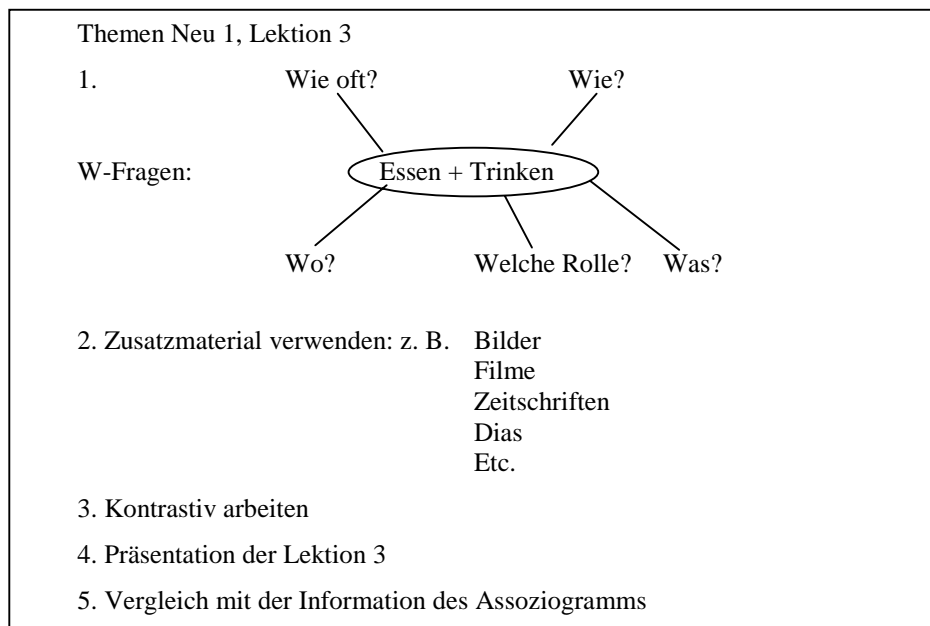 Themen Neu 1, Lektion 3
1. Wie oft? Wie?
W-Fragen: Essen + Trinken
Wo? Welche Rolle? Was?
2. Zusatzmaterial verwenden: z. B. Bilder
Filme
Zeitschriften
Dias
Etc.
3. Kontrastiv arbeiten
4. Präsentation der Lektion 3
5. Vergleich mit der Information des Assoziogramms